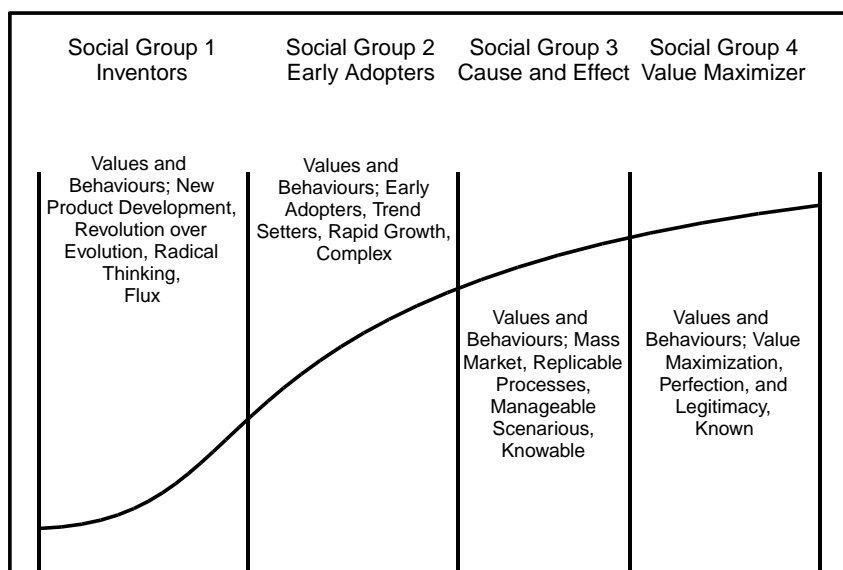 Social Group 1
Inventors
Social Group 2
Early Adopters
Social Group 3
Cause and Effect
Social Group 4
Value Maximizer
Values and
Behaviours; New
Product Development,
Revolution over
Evolution, Radical
Thinking,
Flux
Values and
Behaviours; Early
Adopters, Trend
Setters, Rapid Growth,
Complex
Values and
Behaviours; Mass
Market, Replicable
Processes,
Manageable
Scenarious,
Knowable
Values and
Behaviours; Value
Maximization,
Perfection, and
Legitimacy,
Known